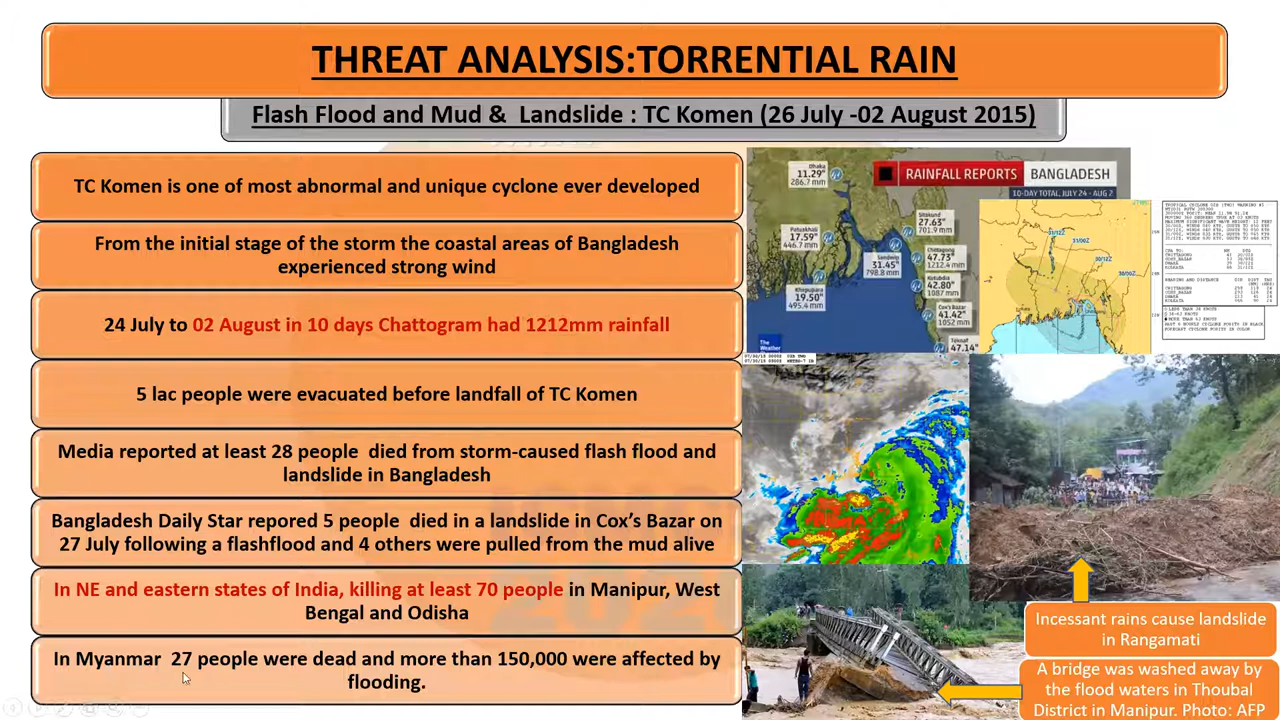 THREAT ANALYSIS:TORRENTIAL RAIN
Flash Flood and Mud & Landslide : TC Komen (26 July -02 August 2015)
TC Komen is one of most abnormal and unique cyclone ever developed
From the initial stage of the storm the coastal areas of Bangladesh
experienced strong wind
24 July to 02 August in 10 days Chattogram had 1212mm rainfall
5 lac people were evacuated before landfall of TC Komen
Media reported at least 28 people died from storm-caused flash flood and
landslide in Bangladesh
Bangladesh Daily Star repored 5 people died in a landslide in Cox's Bazar on
27 July following a flashflood and 4 others were pulled from the mud alive
In NE and eastern states of India, killing at least 70 people in Manipur, West
Bengal and Odisha
In Myanmar 27 people were dead and more than 150,000 were affected by
flooding.
RAINFALL REPORTS BANGLADESH
10-DAY TOTAL, JULY 24 - AUG 2
Dhaka
11.29"
286.7 mm
Patuakhali
17.59"
446.7 mm
Khepupara
19.50"
495.4 mm
Sitakund
27.63"
701.9 mm
Sandwip
31.45"
798.8 mm
Chittagong
47.73"
1212.4 mm
Kutubdia
42.80"
1087 mm
Cox's Bazar
41.42"
1052 mm
Teknaf
47.14"
The
Weather
31/12Z
31/00Z
30/12Z
30/00Z
Incessant rains cause landslide
in Rangamati
A bridge was washed away by
the flood waters in Thoubal
District in Manipur. Photo: AFP